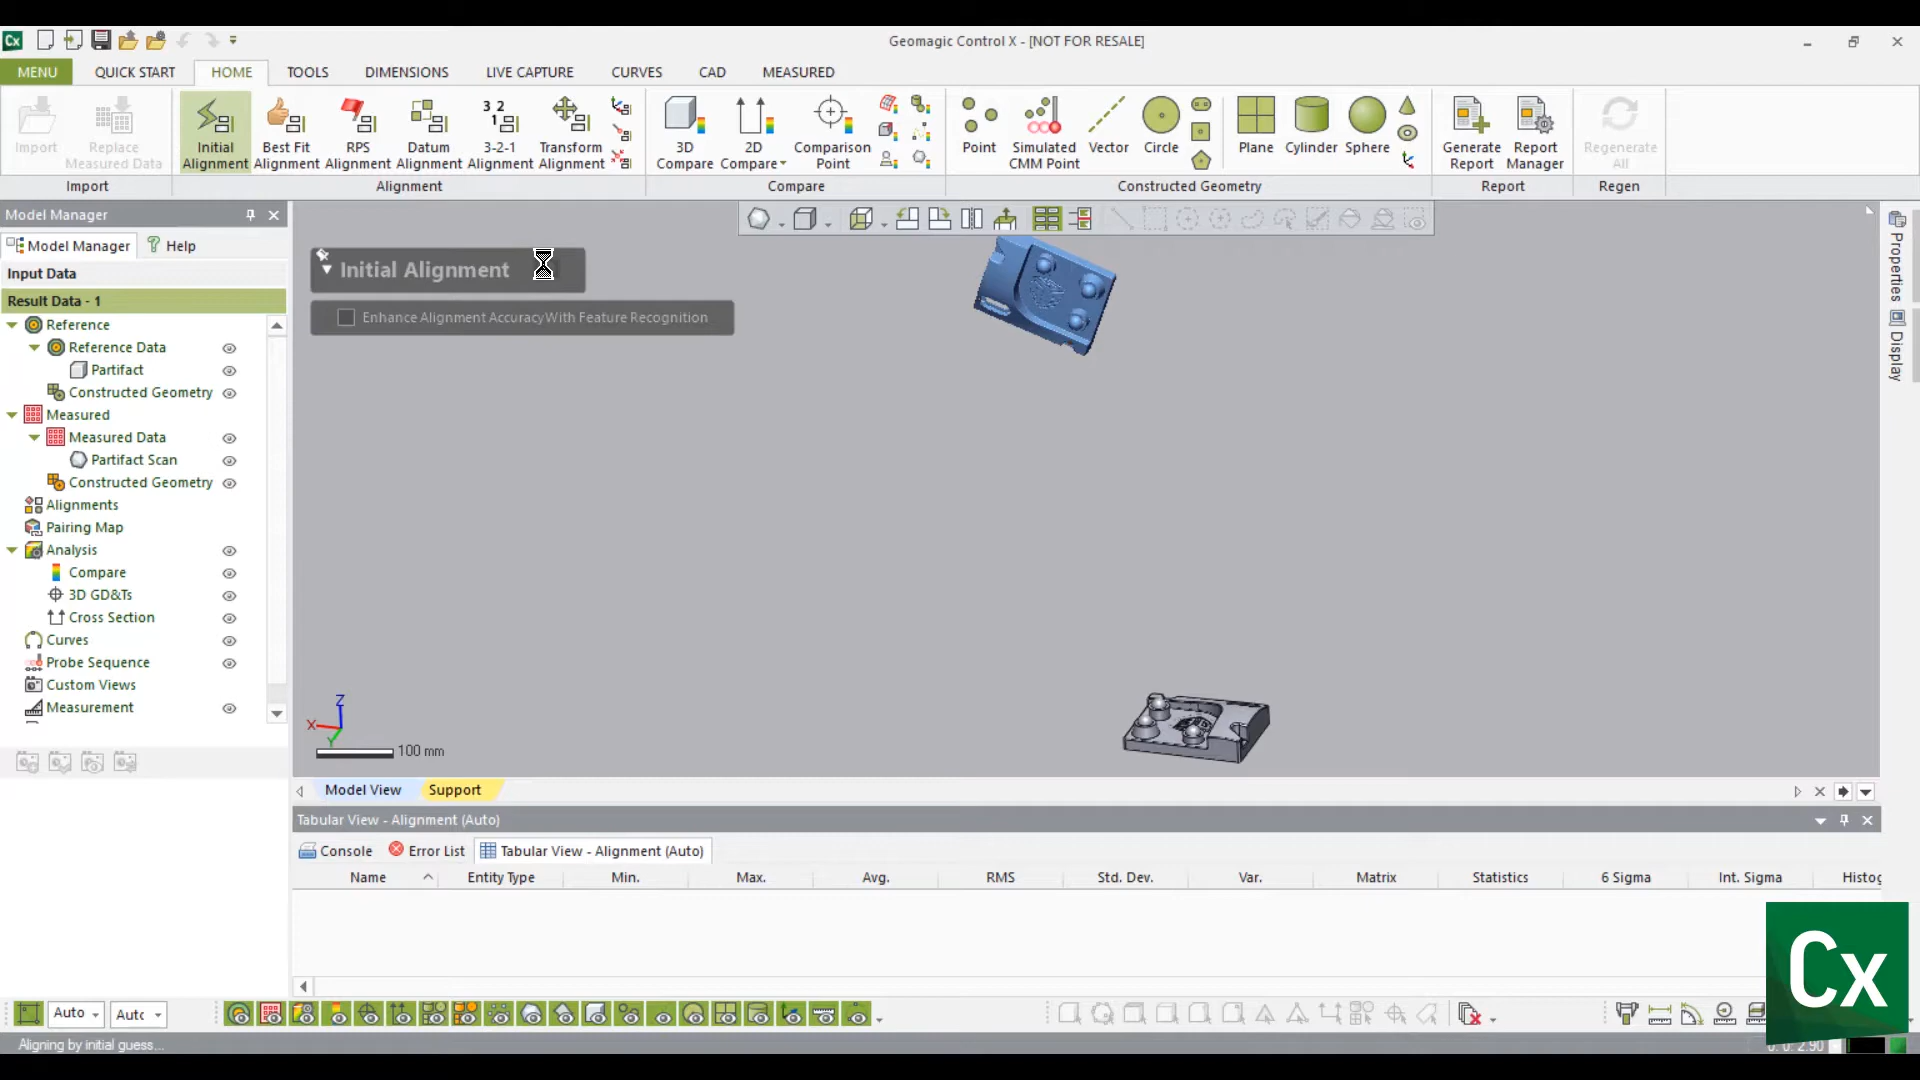 Cx
Geomagic Control X - [NOT FOR RESALE]
MENU QUICK START HOME TOOLS DIMENSIONS LIVE CAPTURE CURVES CAD MEASURED
Import
Replace Measured Data
Initial Alignment
Best Fit Alignment
RPS Alignment
Datum Alignment
3-2-1 Alignment
Transform Alignment
3D Compare
2D Compare
Comparison Point
Point
Simulated CMM Point
Vector
Circle
Plane
Cylinder
Sphere
Generate Report
Report Manager
Regenerate All
Import Alignment Compare Constructed Geometry Report Regen
Model Manager
Model Manager Help
Input Data
Result Data - 1
Reference
Reference Data
Partifact
Constructed Geometry
Measured
Measured Data
Partifact Scan
Constructed Geometry
Alignments
Pairing Map
Analysis
Compare
3D GD&Ts
Cross Section
Curves
Probe Sequence
Custom Views
Measurement
Initial Alignment
Enhance Alignment AccuracyWith Feature Recognition
Z
X
Y
100 mm
Properties
Display
Model View Support
Tabular View - Alignment (Auto)
Console Error List Tabular View - Alignment (Auto)
Name Entity Type Min. Max. Avg. RMS Std. Dev. Var. Matrix Statistics 6 Sigma Int. Sigma Histog
Auto Autc
Aligning by initial guess...
0: 0: 2.90
Cx